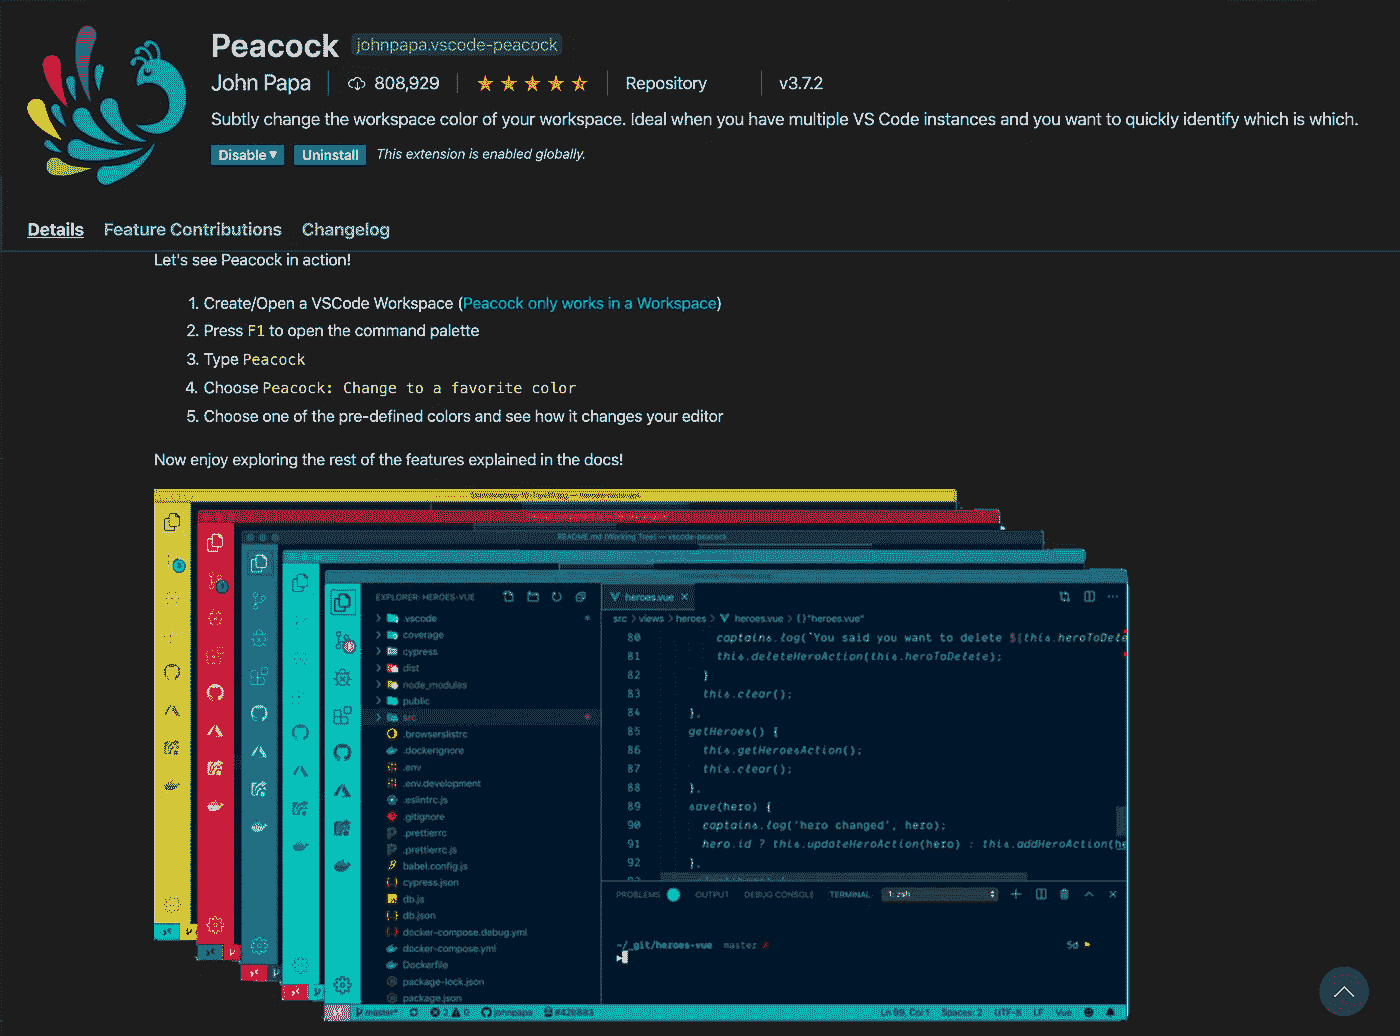 Peacock johnpapa.vscode-peacock
John Papa 808,929 Repository v3.7.2
Subtly change the workspace color of your workspace. Ideal when you have multiple VS Code instances and you want to quickly identify which is which.
Disable Uninstall This extension is enabled globally.
Details Feature Contributions Changelog
Let's see Peacock in action!
1. Create/Open a VSCode Workspace (Peacock only works in a Workspace)
2. Press F1 to open the command palette
3. Type Peacock
4. Choose Peacock: Change to a favorite color
5. Choose one of the pre-defined colors and see how it changes your editor
Now enjoy exploring the rest of the features explained in the docs!
README.md (Working Tree) — vscode-peacock
EXPLORER: HEROES-VUE
.vscode
coverage
cypress
dist
node_modules
public
src
.browserslistrc
.dockerignore
.env
.env.development
.eslintrc.js
.gitignore
.prettierrc
.prettierrc.js
babel.config.js
cypress.json
db.js
db.json
docker-compose.debug.yml
docker-compose.yml
Dockerfile
package-lock.json
package.json
heroes.vue
src > views > heroes > heroes.vue > {} "heroes.vue"
80 captains.log(`You said you want to delete ${this.heroToDele
81 this.deleteHeroAction(this.heroToDelete);
82 }
83 this.clear();
84 },
85 getHeroes() {
86 this.getHeroesAction();
87 this.clear();
88 },
89 save(hero) {
90 captains.log('hero changed', hero);
91 hero.id ? this.updateHeroAction(hero) : this.addHeroAction(he
92 },
PROBLEMS OUTPUT DEBUG CONSOLE TERMINAL 1: zsh
~/_git/heroes-vue master 5d
master* 2 0 johnpapa #42b883 Ln 89, Col 1 Spaces: 2 UTF-8 LF Vue